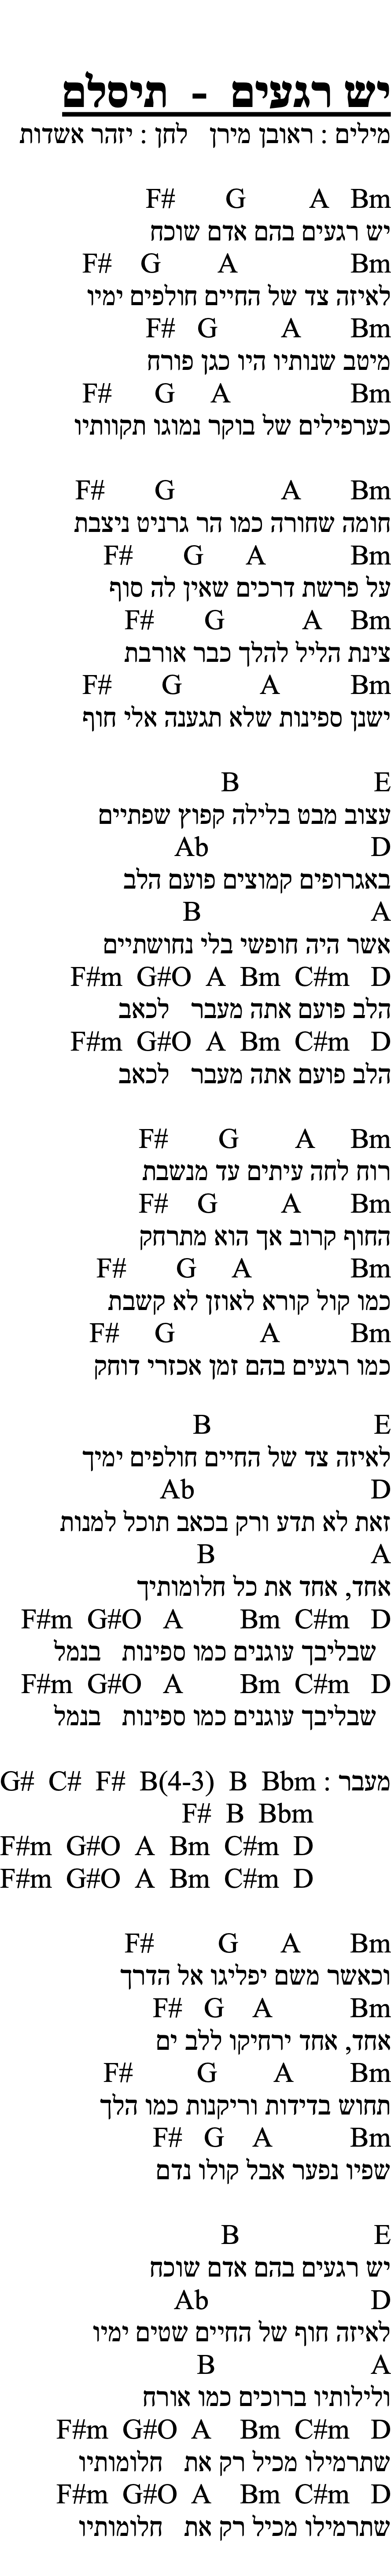 יש רגעים - תיסלם
מילים : ראובן מירן לחן : יזהר אשדות
F# G A Bm
יש רגעים בהם אדם שוכח
F# G A Bm
לאיזה צד של החיים חולפים ימיו
F# G A Bm
מיטב שנותיו היו כגן פורח
F# G A Bm
כערפילים של בוקר נמוגו תקוותיו
F# G A Bm
חומה שחורה כמו הר גרניט ניצבת
F# G A Bm
על פרשת דרכים שאין לה סוף
F# G A Bm
צינת הליל להלך כבר אורבת
F# G A Bm
ישנן ספינות שלא תגענה אלי חוף
B E
עצוב מבט בלילה קפוץ שפתיים
Ab D
באגרופים קמוצים פועם הלב
B A
אשר היה חופשי בלי נחושתיים
F#m G#O A Bm C#m D
הלב פועם אתה מעבר לכאב
F#m G#O A Bm C#m D
הלב פועם אתה מעבר לכאב
F# G A Bm
רוח לחה עיתים עד מנשבת
F# G A Bm
החוף קרוב אך הוא מתרחק
F# G A Bm
כמו קול קורא לאוזן לא קשבת
F# G A Bm
כמו רגעים בהם זמן אכזרי דוחק
B E
לאיזה צד של החיים חולפים ימיך
Ab D
זאת לא תדע ורק בכאב תוכל למנות
B A
אחד, אחד את כל חלומותיך
F#m G#O A Bm C#m D
שבליבך עוגנים כמו ספינות בנמל
F#m G#O A Bm C#m D
שבליבך עוגנים כמו ספינות בנמל
מעבר : G# C# F# B(4-3) B Bbm
F# B Bbm
F#m G#O A Bm C#m D
F#m G#O A Bm C#m D
F# G A Bm
וכאשר משם יפליגו אל הדרך
F# G A Bm
אחד, אחד ירחיקו ללב ים
F# G A Bm
תחוש בדידות וריקנות כמו הלך
F# G A Bm
שפיו נפער אבל קולו נדם
B E
יש רגעים בהם אדם שוכח
Ab D
לאיזה חוף של החיים שטים ימיו
B A
ולילותיו ברוכים כמו אורח
F#m G#O A Bm C#m D
שתרמילו מכיל רק את חלומותיו
F#m G#O A Bm C#m D
שתרמילו מכיל רק את חלומותיו